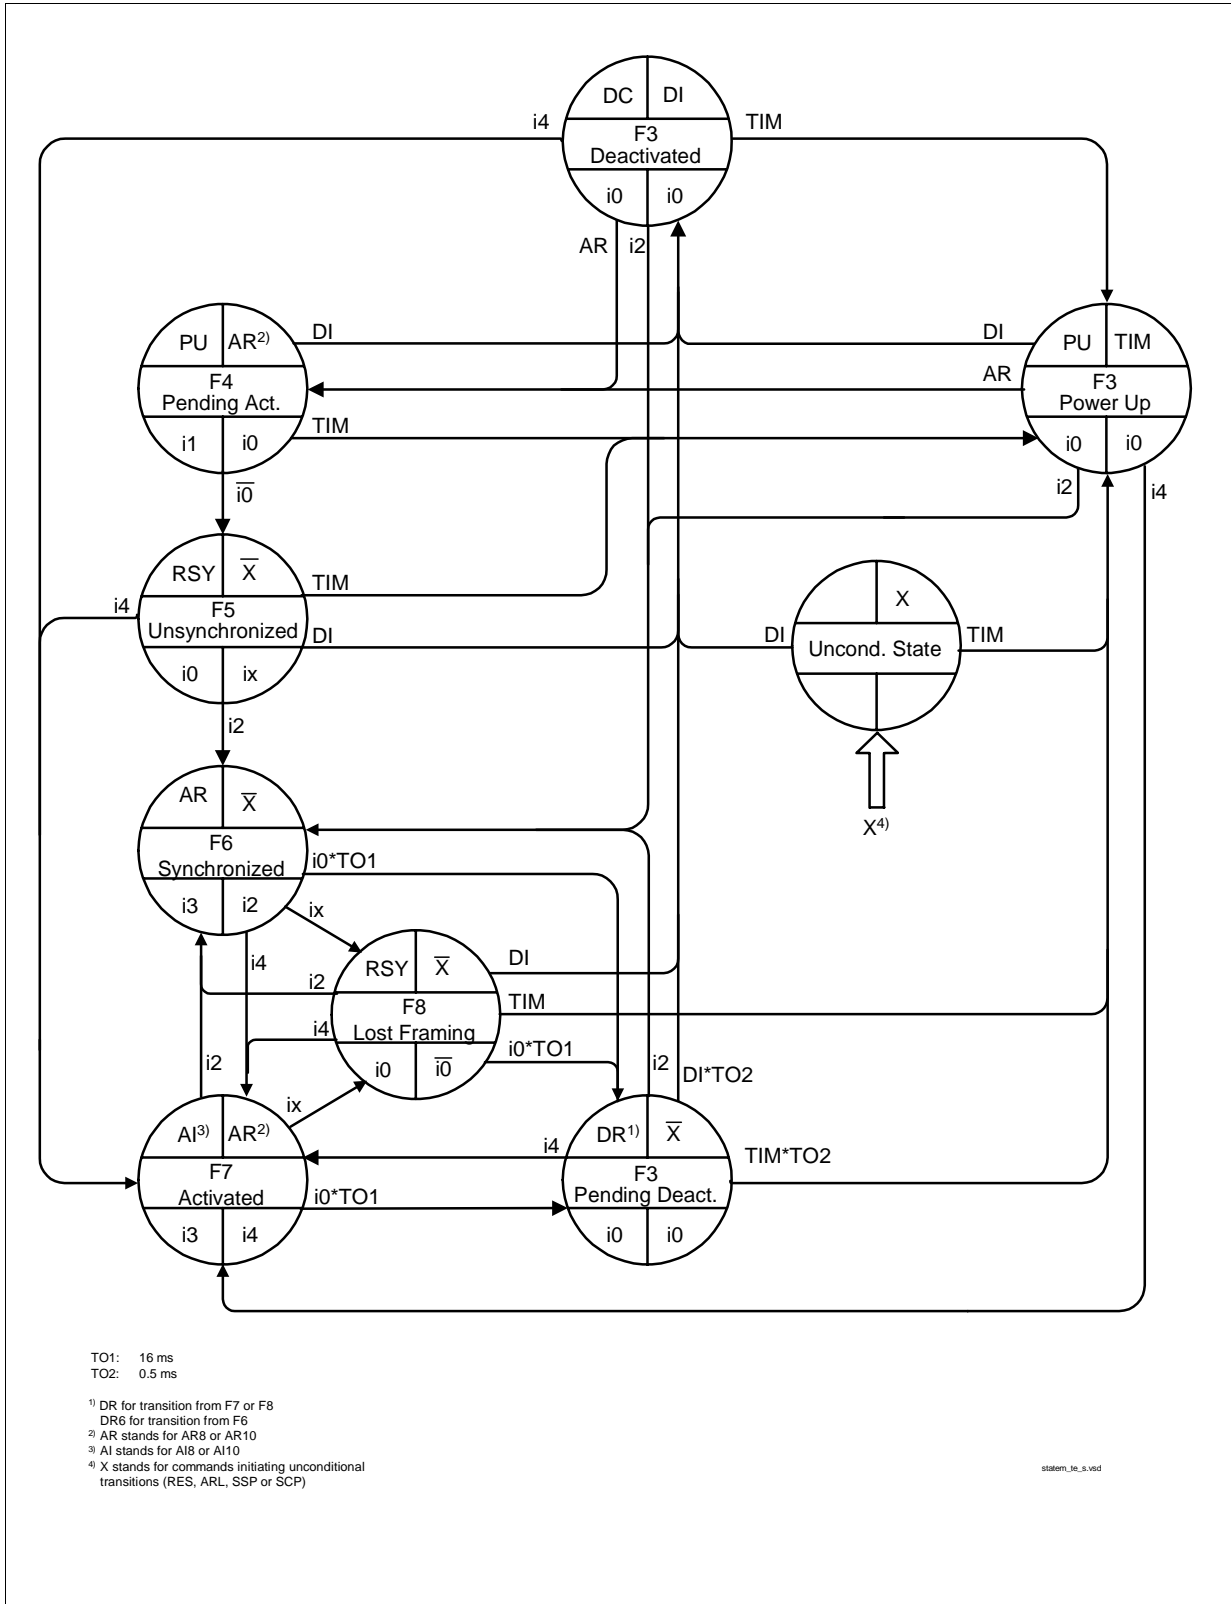 DC DI
i4 TIM
F3
Deactivated
i0 i0
AR i2
PU AR²⁾ DI
DI PU TIM
F4
Pending Act.
AR F3
Power Up
i1 i0 TIM
i0 i0
i2 i4
i̅0̅
RSY X̅ TIM
i4 F5
Unsynchronized DI
i0 ix
X
DI Uncond. State TIM
i2
X⁴⁾
AR X̅
F6
Synchronized i0*TO1
i3 i2 ix
i4
RSY X̅ DI
i2 F8 TIM
i4 Lost Framing
i0 i̅0̅ i0*TO1
i2 i2 DI*TO2
ix
AI³⁾ AR²⁾
i4 DR¹⁾ X̅ TIM*TO2
F7
Activated i0*TO1
F3
Pending Deact.
i3 i4
i0 i0
TO1: 16 ms
TO2: 0.5 ms
¹⁾ DR for transition from F7 or F8
DR6 for transition from F6
²⁾ AR stands for AR8 or AR10
³⁾ AI stands for AI8 or AI10
⁴⁾ X stands for commands initiating unconditional
transitions (RES, ARL, SSP or SCP)
statem_te_s.vsd